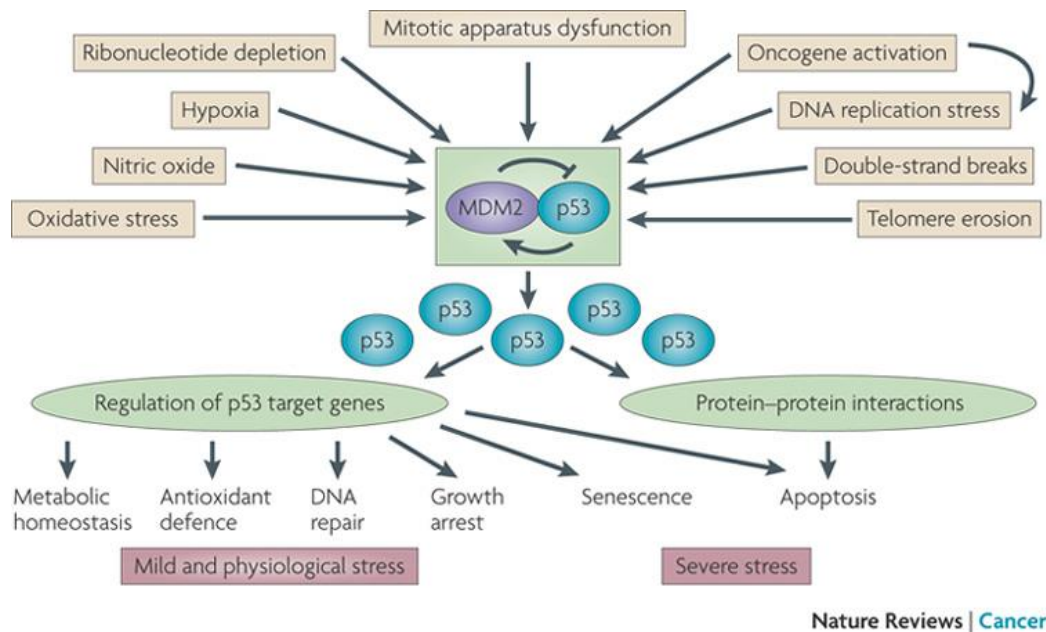 Mitotic apparatus dysfunction
Ribonucleotide depletion
Oncogene activation
Hypoxia
DNA replication stress
Nitric oxide
Double-strand breaks
Oxidative stress
Telomere erosion
MDM2
p53
p53
p53
p53
p53
p53
Regulation of p53 target genes
Protein–protein interactions
Metabolic
homeostasis
Antioxidant
defence
DNA
repair
Growth
arrest
Senescence
Apoptosis
Mild and physiological stress
Severe stress
Nature Reviews | Cancer